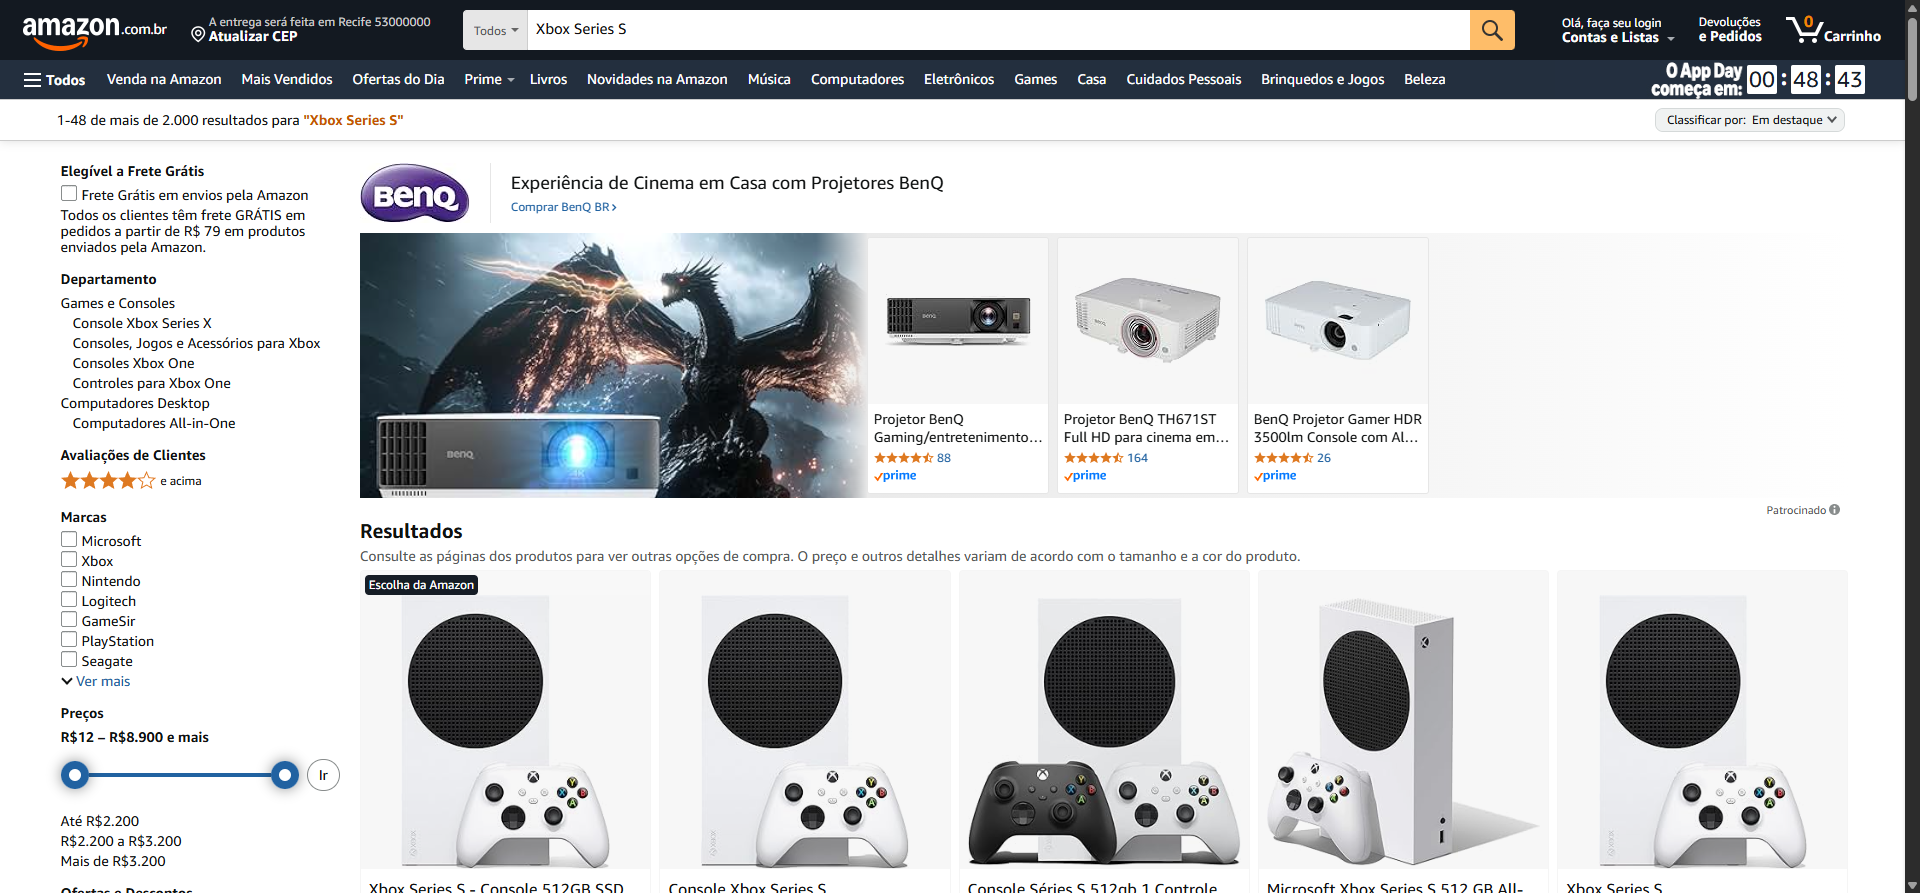 amazon.com.br
A entrega será feita em Recife 53000000
Atualizar CEP
Todos
Xbox Series S
Olá, faça seu login
Contas e Listas
Devoluções
e Pedidos
0
Carrinho
Todos
Venda na Amazon
Mais Vendidos
Ofertas do Dia
Prime
Livros
Novidades na Amazon
Música
Computadores
Eletrônicos
Games
Casa
Cuidados Pessoais
Brinquedos e Jogos
Beleza
O App Day
começa em:
00 : 48 : 43
1-48 de mais de 2.000 resultados para "Xbox Series S"
Classificar por: Em destaque
Elegível a Frete Grátis
Frete Grátis em envios pela Amazon
Todos os clientes têm frete GRÁTIS em
pedidos a partir de R$ 79 em produtos
enviados pela Amazon.
Departamento
Games e Consoles
Console Xbox Series X
Consoles, Jogos e Acessórios para Xbox
Consoles Xbox One
Controles para Xbox One
Computadores Desktop
Computadores All-in-One
Avaliações de Clientes
e acima
Marcas
Microsoft
Xbox
Nintendo
Logitech
GameSir
PlayStation
Seagate
Ver mais
Preços
R$12 – R$8.900 e mais
Ir
Até R$2.200
R$2.200 a R$3.200
Mais de R$3.200
Ofertas e Descontos
BenQ
Experiência de Cinema em Casa com Projetores BenQ
Comprar BenQ BR
BenQ
4K
Projetor BenQ
Gaming/entretenimento...
88
prime
Projetor BenQ TH671ST
Full HD para cinema em...
164
prime
BenQ Projetor Gamer HDR
3500lm Console com Al...
26
prime
Patrocinado
Resultados
Consulte as páginas dos produtos para ver outras opções de compra. O preço e outros detalhes variam de acordo com o tamanho e a cor do produto.
Escolha da Amazon
Xbox Series S - Console 512GB SSD
Console Xbox Series S
Console Séries S 512gb 1 Controle
Microsoft Xbox Series S 512 GB All-
Xbox Series S